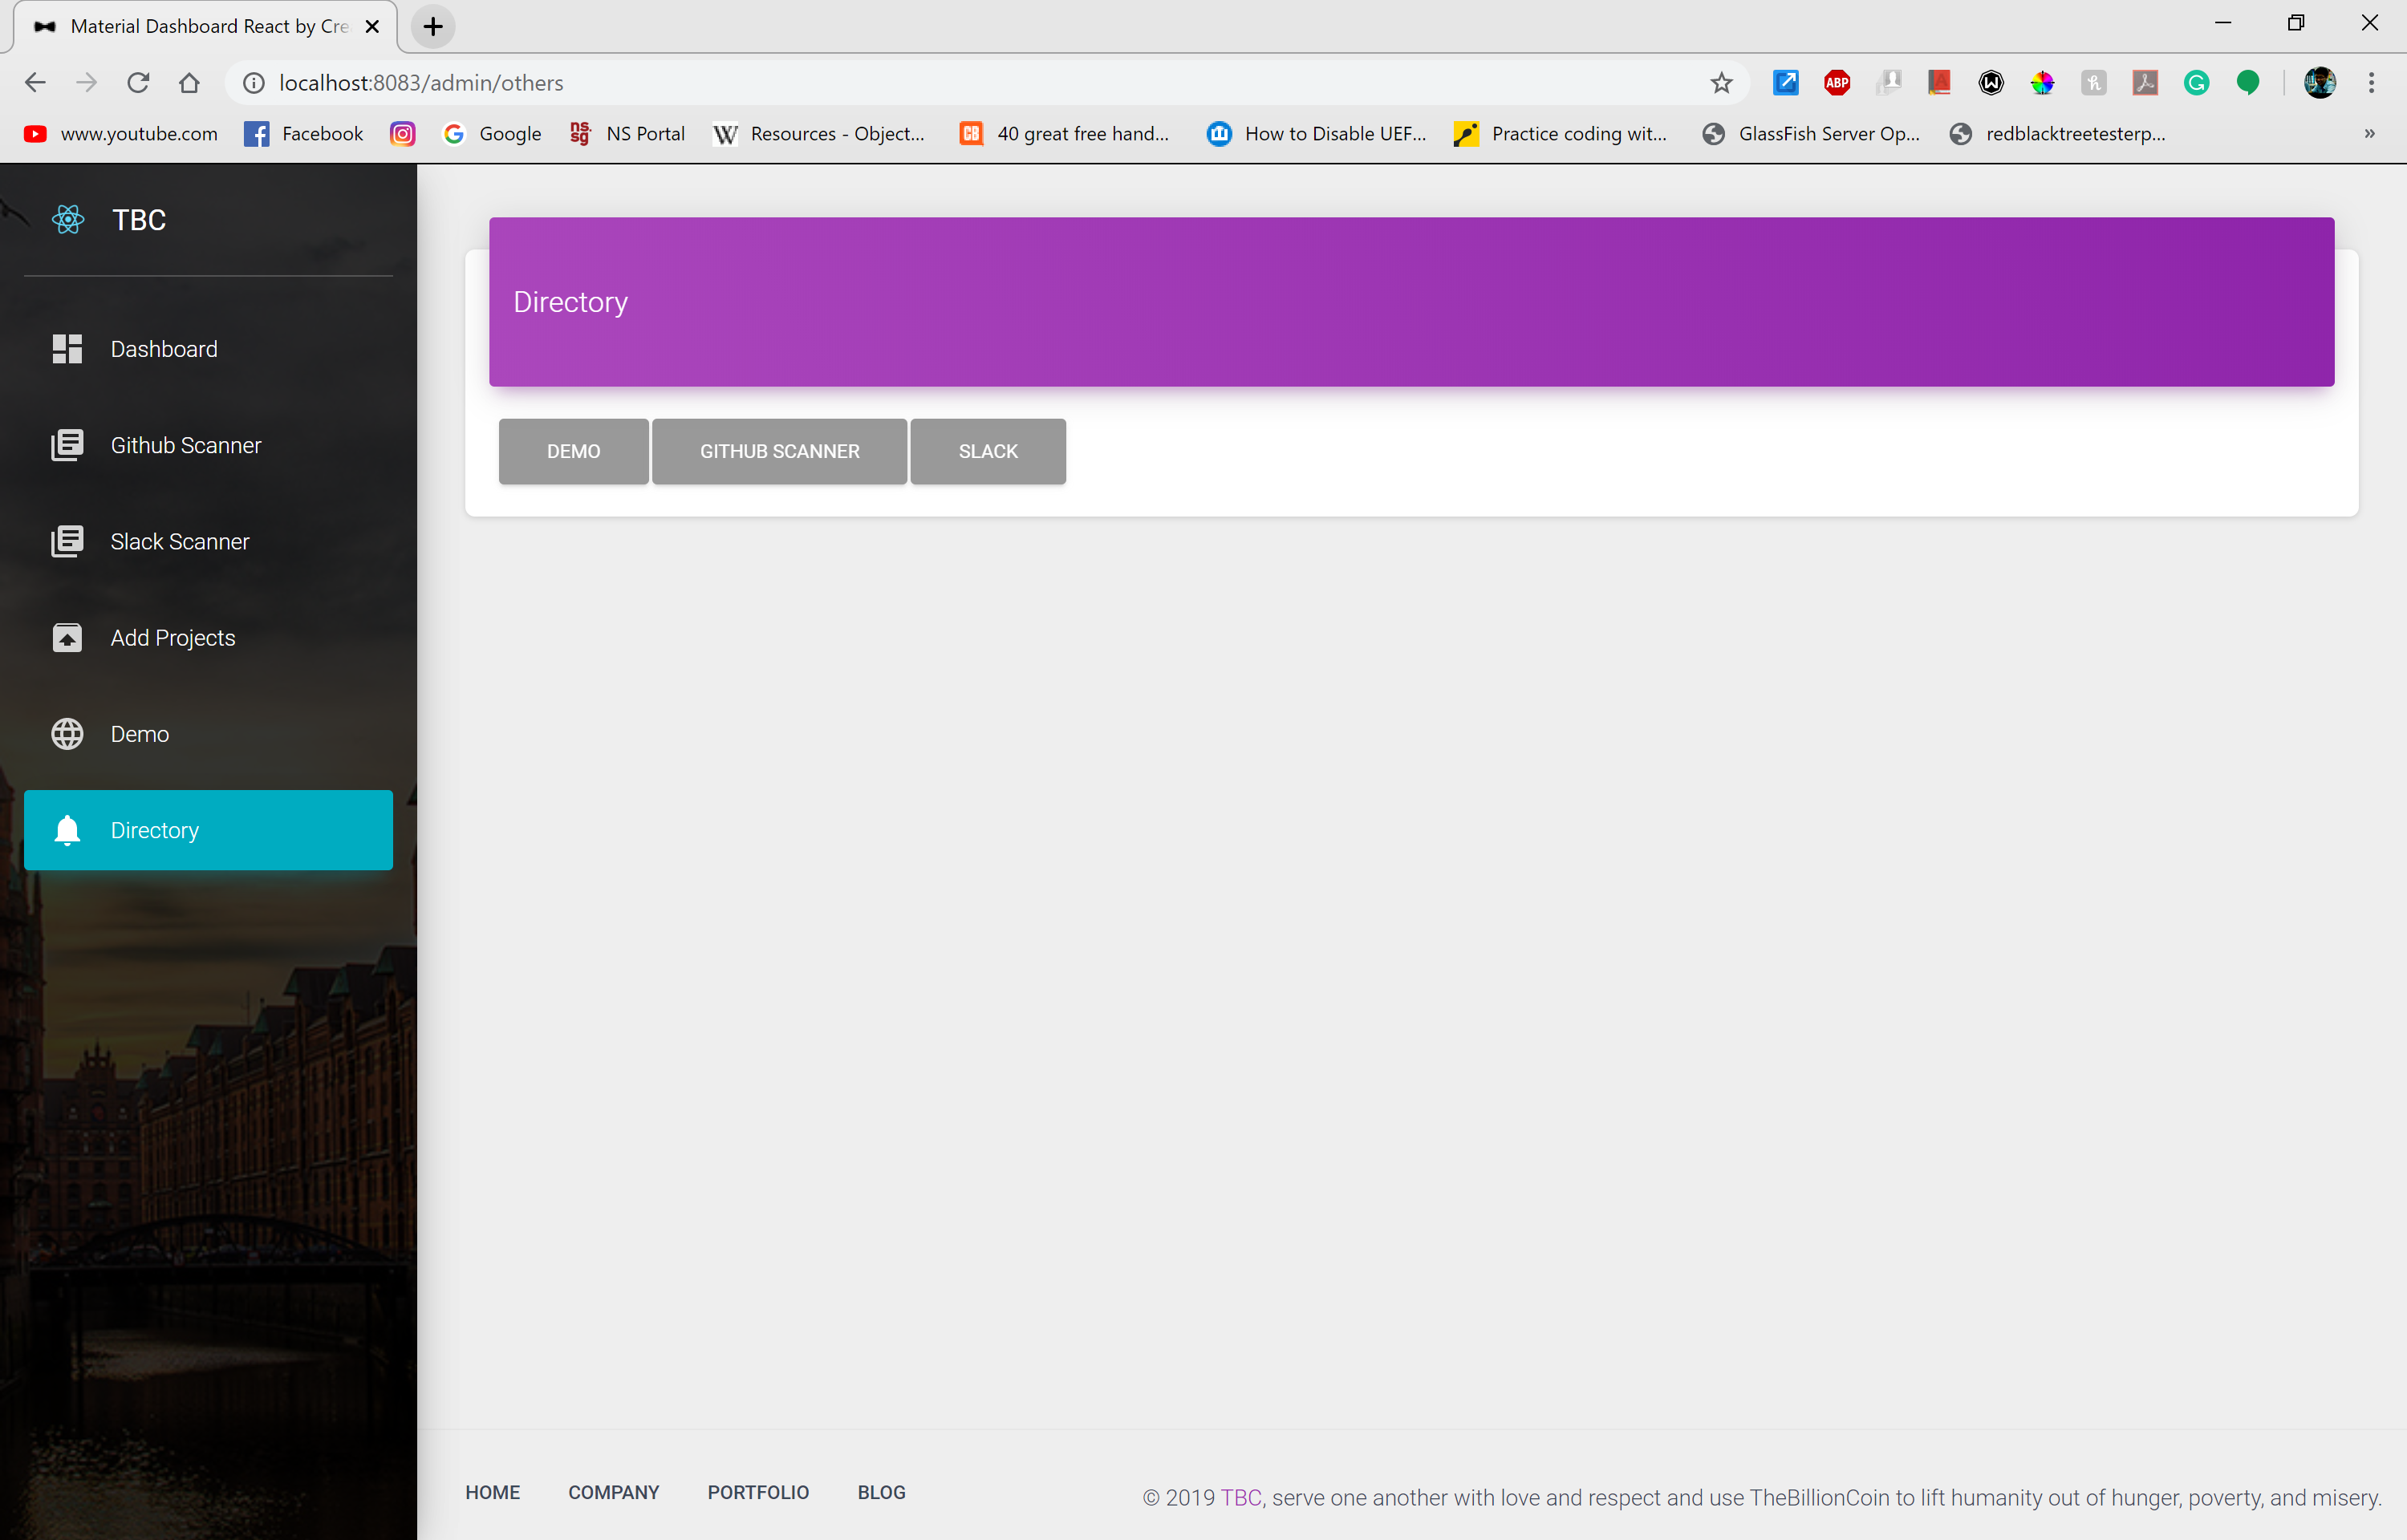 Material Dashboard React by Cre
localhost:8083/admin/others
ABP
www.youtube.com
Facebook
Google
NS Portal
Resources - Object...
CB
40 great free hand...
How to Disable UEF...
Practice coding wit...
GlassFish Server Op...
redblacktreetesterp...
TBC
Dashboard
Github Scanner
Slack Scanner
Add Projects
Demo
Directory
Directory
DEMO
GITHUB SCANNER
SLACK
HOME
COMPANY
PORTFOLIO
BLOG
© 2019 TBC, serve one another with love and respect and use TheBillionCoin to lift humanity out of hunger, poverty, and misery.